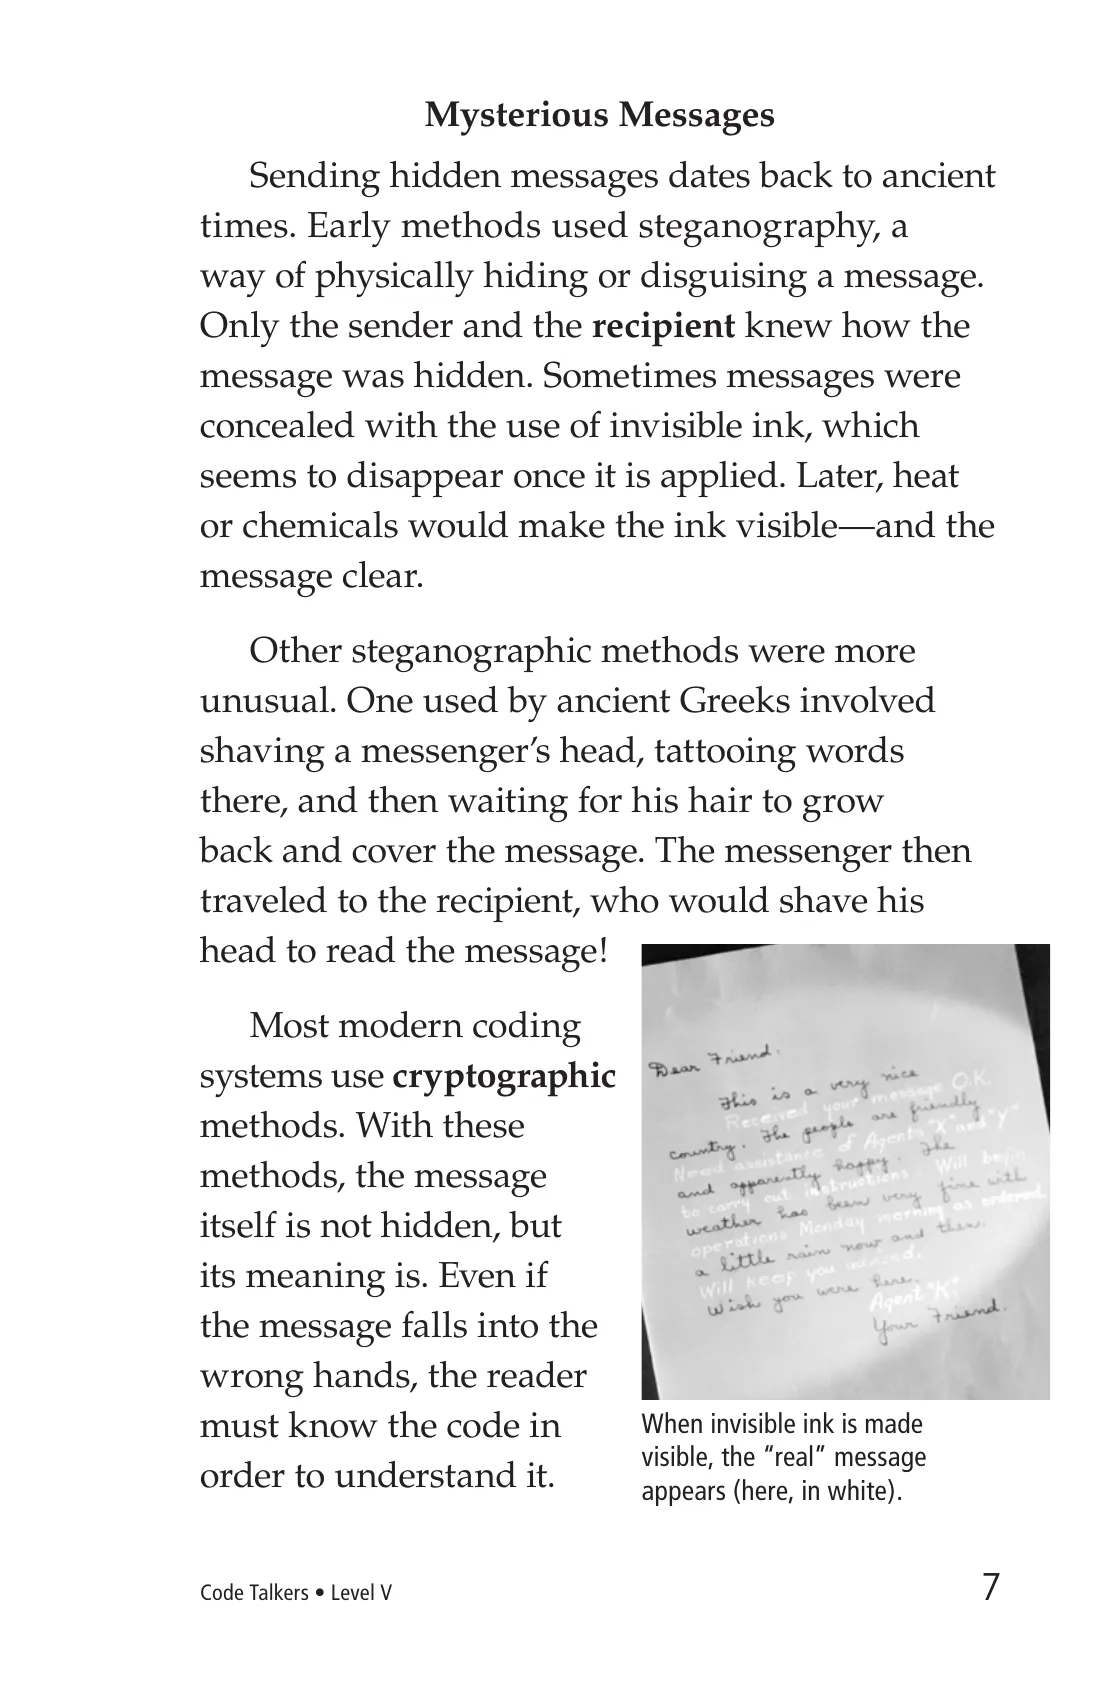 Mysterious Messages
Sending hidden messages dates back to ancient
times. Early methods used steganography, a
way of physically hiding or disguising a message.
Only the sender and the recipient knew how the
message was hidden. Sometimes messages were
concealed with the use of invisible ink, which
seems to disappear once it is applied. Later, heat
or chemicals would make the ink visible—and the
message clear.
Other steganographic methods were more
unusual. One used by ancient Greeks involved
shaving a messenger’s head, tattooing words
there, and then waiting for his hair to grow
back and cover the message. The messenger then
traveled to the recipient, who would shave his
head to read the message!
Most modern coding
systems use cryptographic
methods. With these
methods, the message
itself is not hidden, but
its meaning is. Even if
the message falls into the
wrong hands, the reader
must know the code in
order to understand it.
Dear Friend,
This is a very nice
Received your message O.K.
country. The people are friendly
Need assistance of Agents "X" and "Y"
and apparently happy. The
to carry out instructions. Will begin
weather has been very fine with
operations Monday morning as ordered.
a little rain now and then.
Will keep you advised.
Wish you were here.
Agent "K"
Your Friend.
When invisible ink is made
visible, the “real” message
appears (here, in white).
Code Talkers • Level V
7